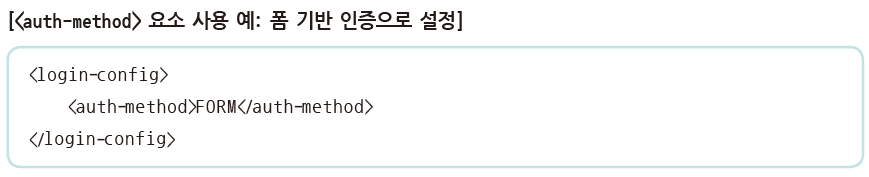 [<auth-method> 요소 사용 예: 폼 기반 인증으로 설정]
<login-config>
    <auth-method>FORM</auth-method>
</login-config>